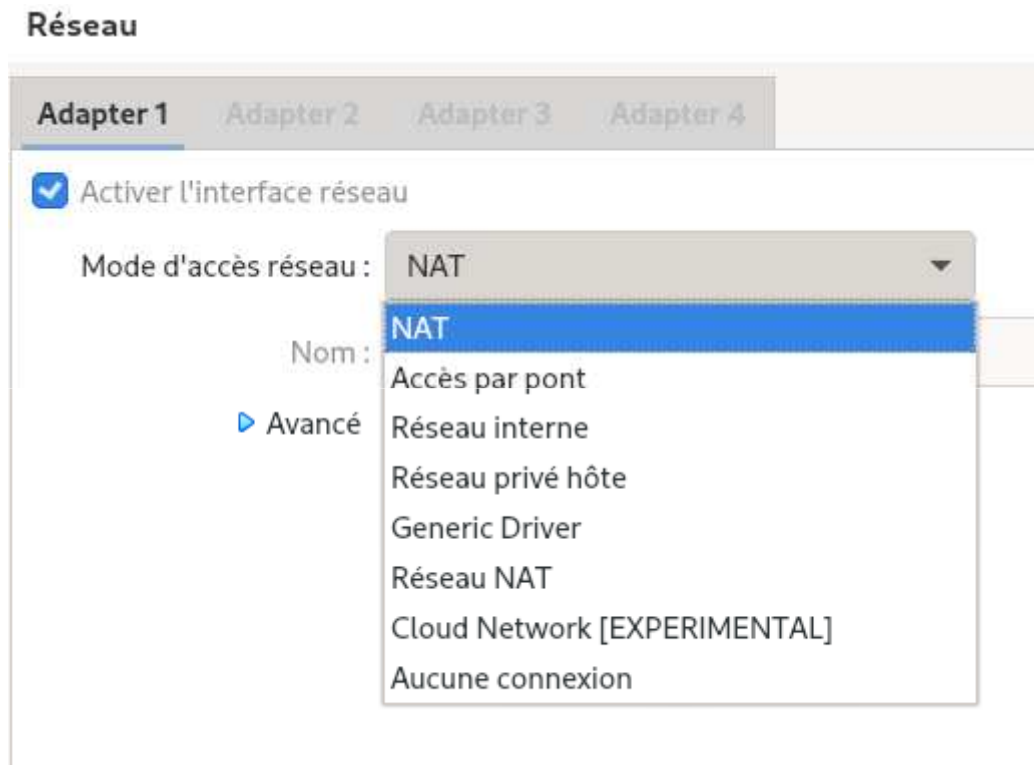 Réseau
Adapter 1 Adapter 2 Adapter 3 Adapter 4
Activer l'interface réseau
Mode d'accès réseau : NAT
NAT
Nom :
Accès par pont
Avancé
Réseau interne
Réseau privé hôte
Generic Driver
Réseau NAT
Cloud Network [EXPERIMENTAL]
Aucune connexion